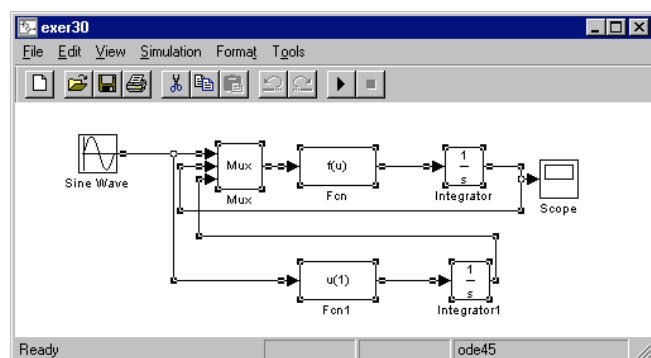 exer30
File Edit View Simulation Format Tools
Sine Wave
Mux
Mux
f(u)
Fcn
1
s
Integrator
Scope
u(1)
Fcn1
1
s
Integrator1
Ready ode45